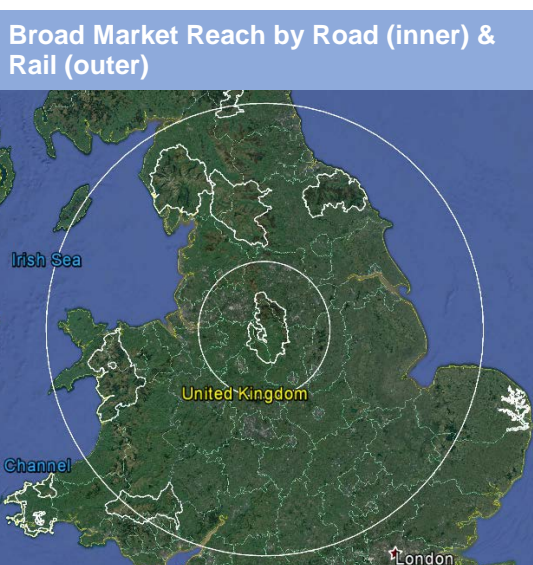 Broad Market Reach by Road (inner) &
Rail (outer)
Irish Sea
United Kingdom
Channel
London